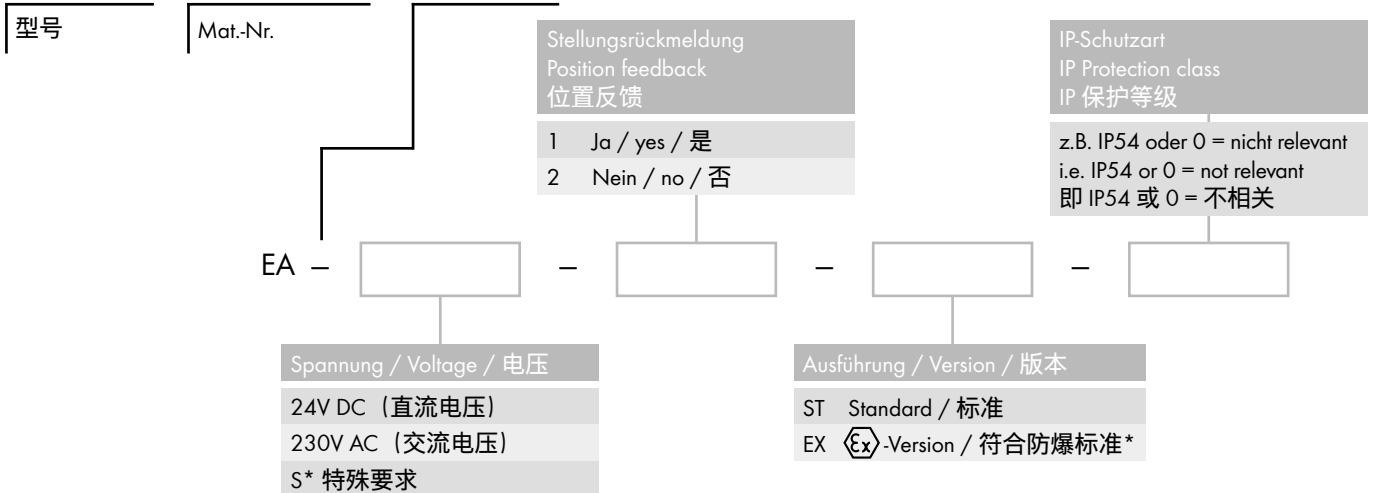 型号
Mat.-Nr.
Stellungsrückmeldung
Position feedback
位置反馈
1 Ja / yes / 是
2 Nein / no / 否
IP-Schutzart
IP Protection class
IP 保护等级
z.B. IP54 oder 0 = nicht relevant
i.e. IP54 or 0 = not relevant
即 IP54 或 0 = 不相关
EA – – – –
Spannung / Voltage / 电压
24V DC（直流电压）
230V AC（交流电压）
S* 特殊要求
Ausführung / Version / 版本
ST Standard / 标准
EX Ex -Version / 符合防爆标准*